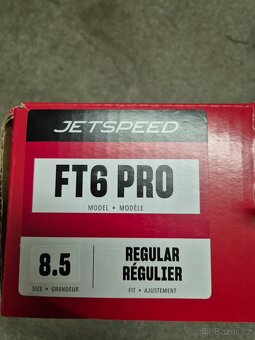 JETSPEED
FT6 PRO
MODEL • MODÈLE
8.5
SIZE • GRANDEUR
REGULAR
RÉGULIER
FIT • AJUSTEMENT
bazos.cz